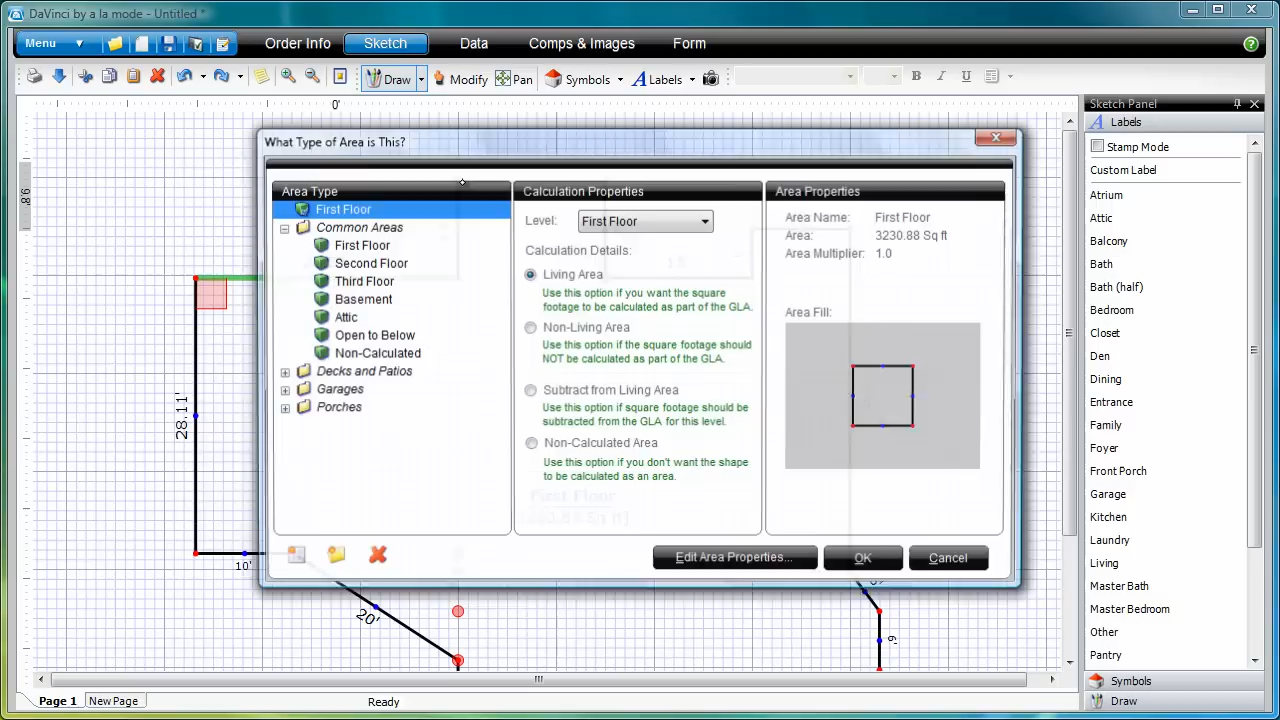 DaVinci by a la mode - Untitled *
Menu
Order Info
Sketch
Data
Comps & Images
Form
Draw
Modify
Pan
Symbols
Labels
B I U
0'
9.8'
28.11'
10'
20'
6'
What Type of Area is This?
Area Type
First Floor
Common Areas
First Floor
Second Floor
Third Floor
Basement
Attic
Open to Below
Non-Calculated
Decks and Patios
Garages
Porches
Calculation Properties
Level: First Floor
Calculation Details:
Living Area
Use this option if you want the square
footage to be calculated as part of the GLA.
Non-Living Area
Use this option if the square footage should
NOT be calculated as part of the GLA.
Subtract from Living Area
Use this option if square footage should be
subtracted from the GLA for this level.
Non-Calculated Area
Use this option if you don't want the shape
to be calculated as an area.
First Floor
Area Properties
Area Name: First Floor
Area: 3230.88 Sq ft
Area Multiplier: 1.0
Area Fill:
Edit Area Properties...
OK
Cancel
Sketch Panel
Labels
Stamp Mode
Custom Label
Atrium
Attic
Balcony
Bath
Bath (half)
Bedroom
Closet
Den
Dining
Entrance
Family
Foyer
Front Porch
Garage
Kitchen
Laundry
Living
Master Bath
Master Bedroom
Other
Pantry
Symbols
Draw
Page 1
New Page
Ready